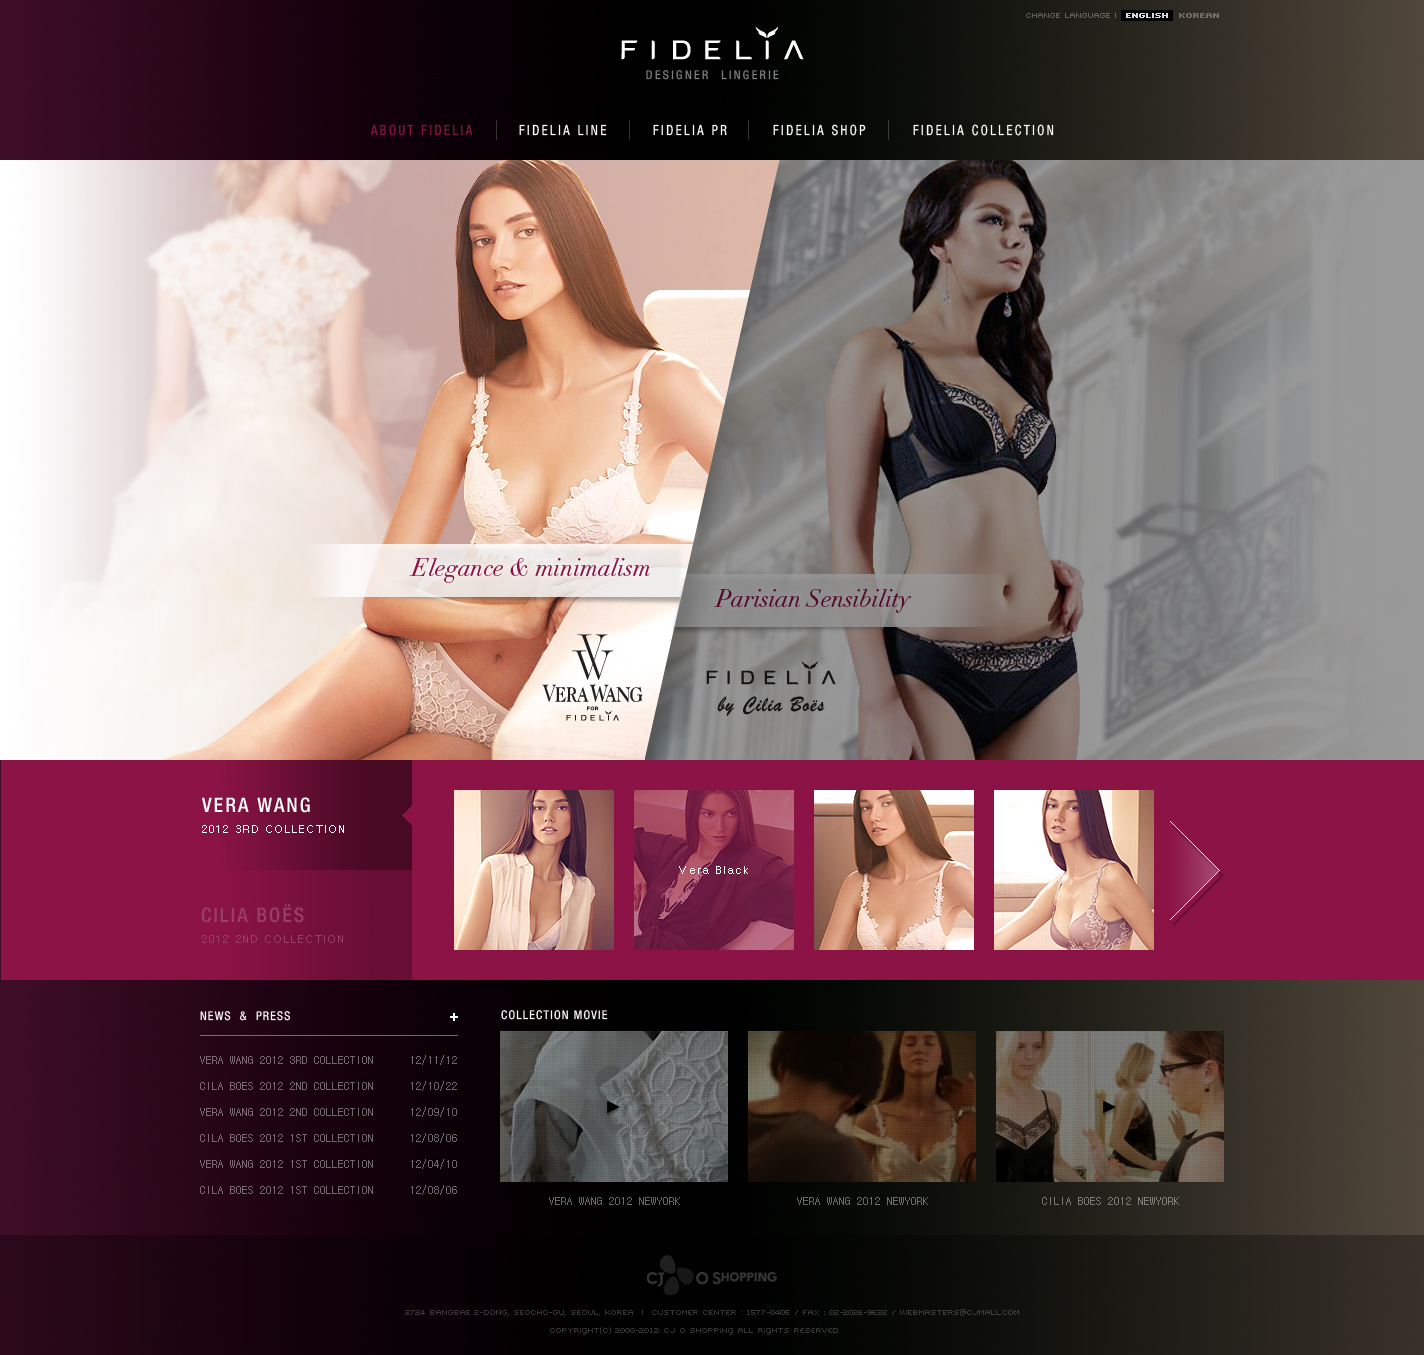 CHANGE LANGUAGE | ENGLISH KOREAN
FIDELIA
DESIGNER LINGERIE
ABOUT FIDELIA FIDELIA LINE FIDELIA PR FIDELIA SHOP FIDELIA COLLECTION
Elegance & minimalism
Parisian Sensibility
VW
VERA WANG
FOR
FIDELIA
FIDELIA
by Cilia Boës
VERA WANG
2012 3RD COLLECTION
Vera Black
CILIA BOËS
2012 2ND COLLECTION
NEWS & PRESS +
VERA WANG 2012 3RD COLLECTION 12/11/12
CILA BOES 2012 2ND COLLECTION 12/10/22
VERA WANG 2012 2ND COLLECTION 12/09/10
CILA BOES 2012 1ST COLLECTION 12/08/06
VERA WANG 2012 1ST COLLECTION 12/04/10
CILA BOES 2012 1ST COLLECTION 12/08/06
COLLECTION MOVIE
VERA WANG 2012 NEWYORK
VERA WANG 2012 NEWYORK
CILIA BOES 2012 NEWYORK
CJ O SHOPPING
2724 BANGBAE 2-DONG, SEOCHO-GU, SEOUL, KOREA | CUSTOMER CENTER : 1577-0405 / FAX : 02-2026-9632 / WEBMASTERS@CJMALL.COM
COPYRIGHT(C) 2000-2012 CJ O SHOPPING ALL RIGHTS RESERVED.